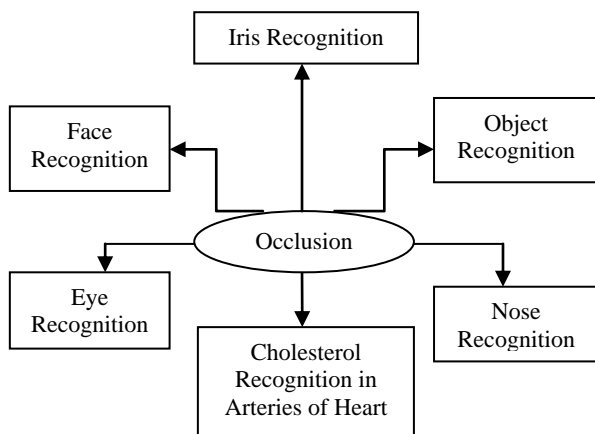 Iris Recognition
Face
Recognition
Object
Recognition
Occlusion
Eye
Recognition
Nose
Recognition
Cholesterol
Recognition in
Arteries of Heart